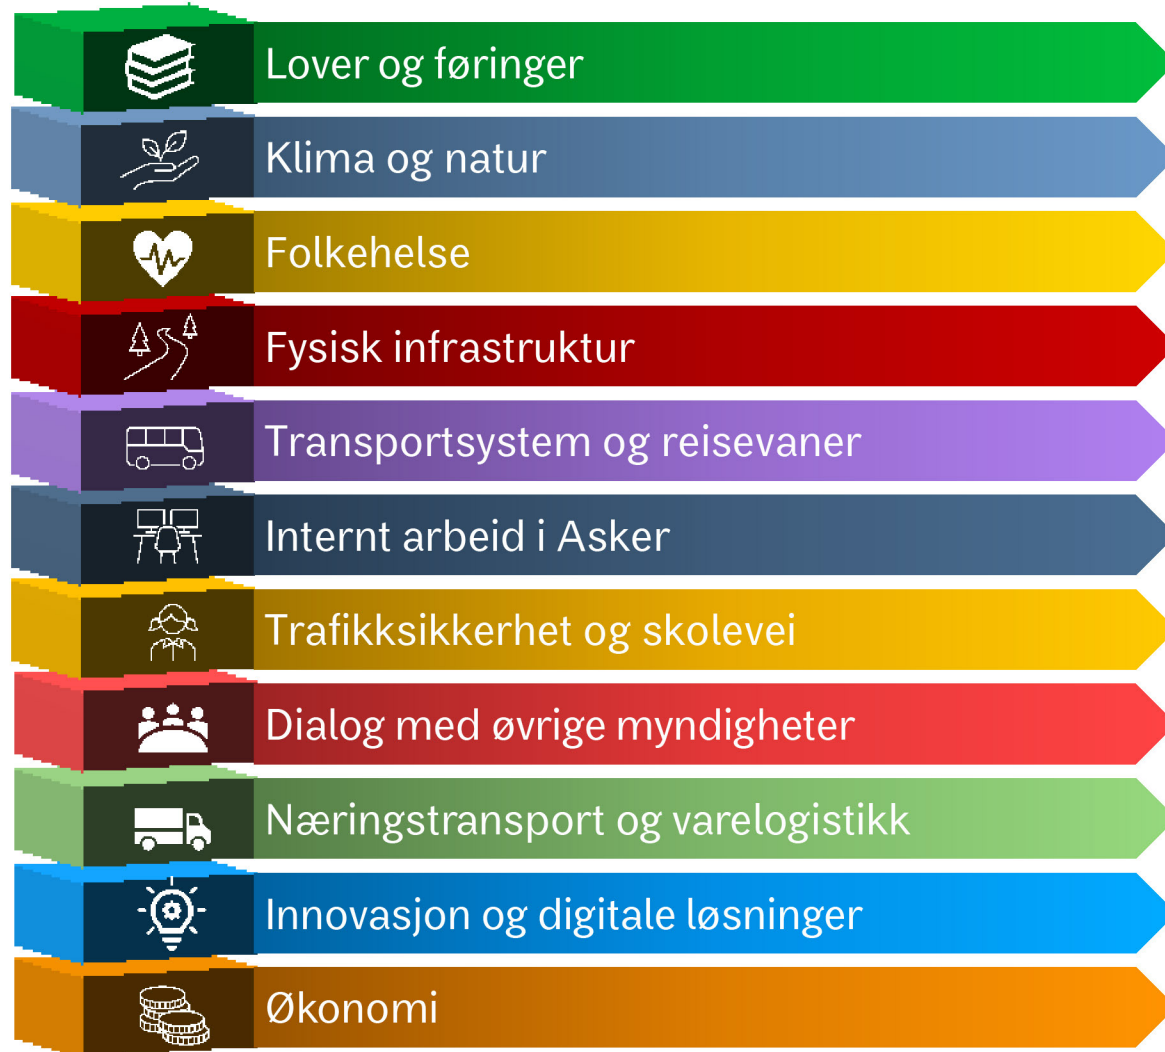 Lover og føringer
Klima og natur
Folkehelse
Fysisk infrastruktur
Transportsystem og reisevaner
Internt arbeid i Asker
Trafikksikkerhet og skolevei
Dialog med øvrige myndigheter
Næringstransport og varelogistikk
Innovasjon og digitale løsninger
Økonomi